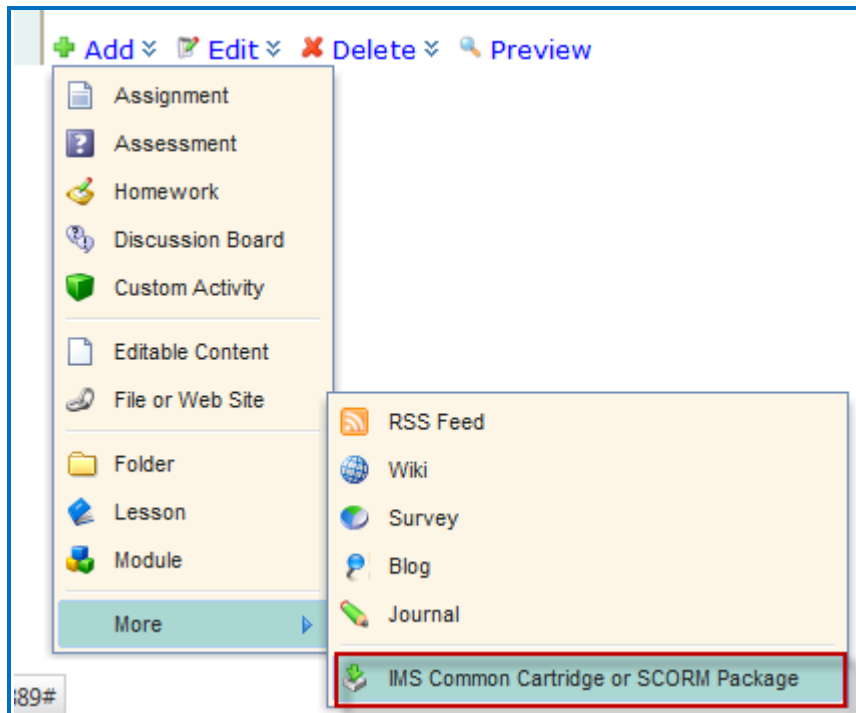 Add Edit Delete Preview
Assignment
Assessment
Homework
Discussion Board
Custom Activity
Editable Content
File or Web Site
Folder
Lesson
Module
More
RSS Feed
Wiki
Survey
Blog
Journal
IMS Common Cartridge or SCORM Package
389#